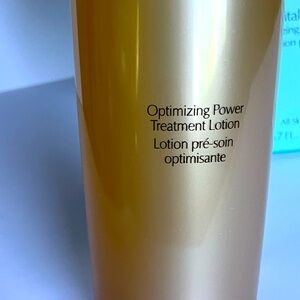 Optimizing Power
Treatment Lotion
Lotion pré-soin
optimisante